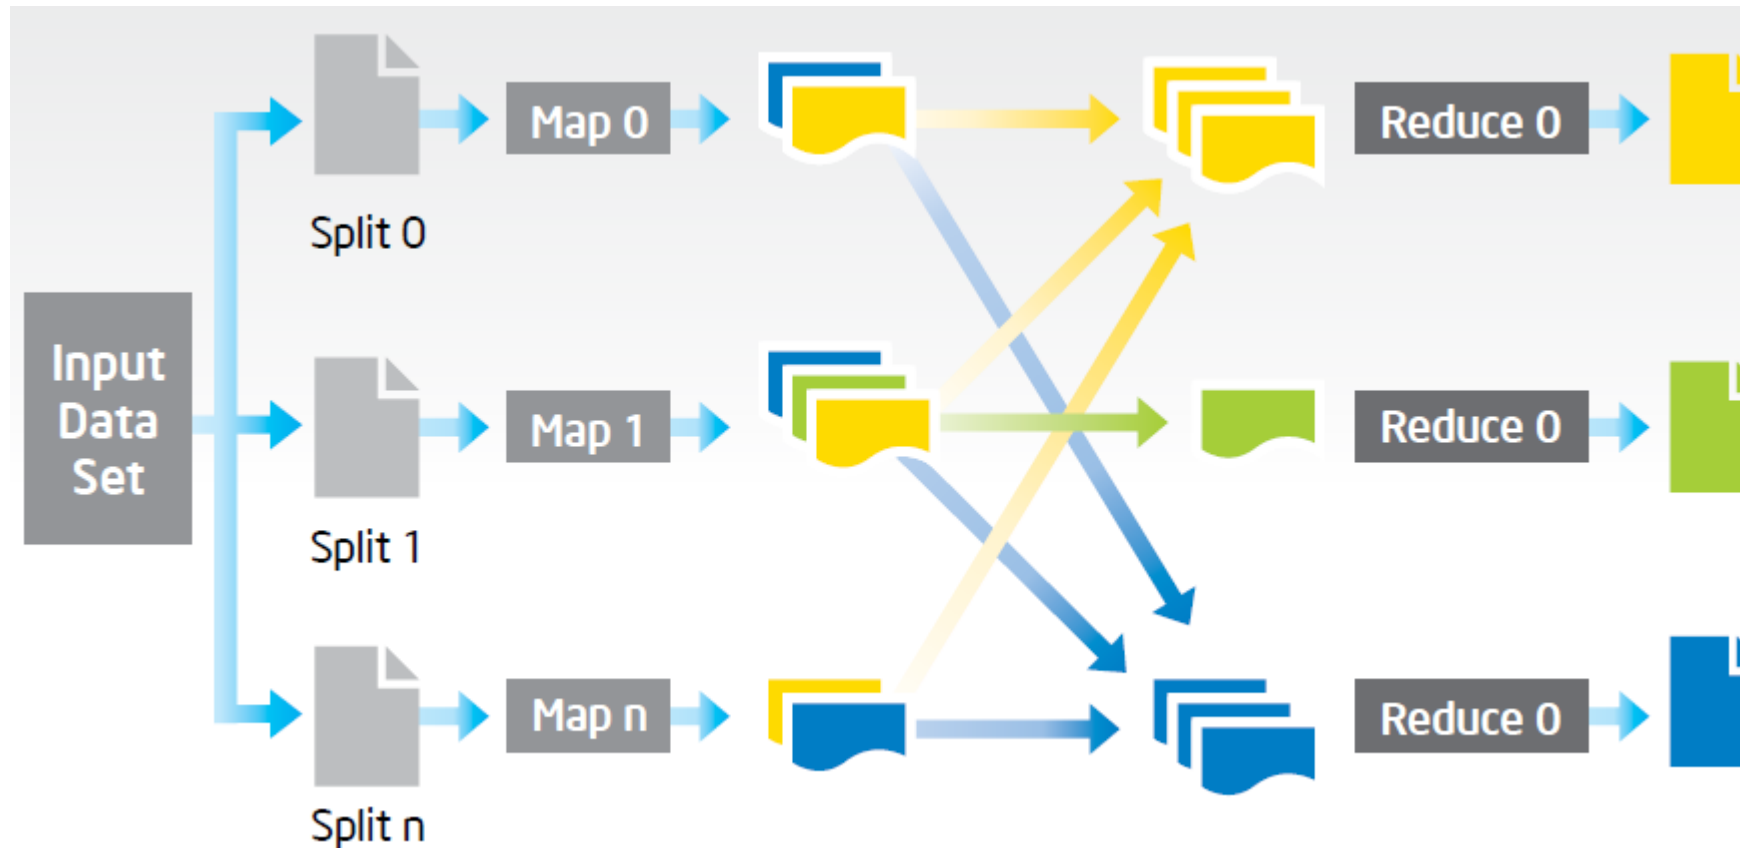 Map 0
Reduce 0
Split 0
Input
Data
Set
Map 1
Reduce 0
Split 1
Map n
Reduce 0
Split n